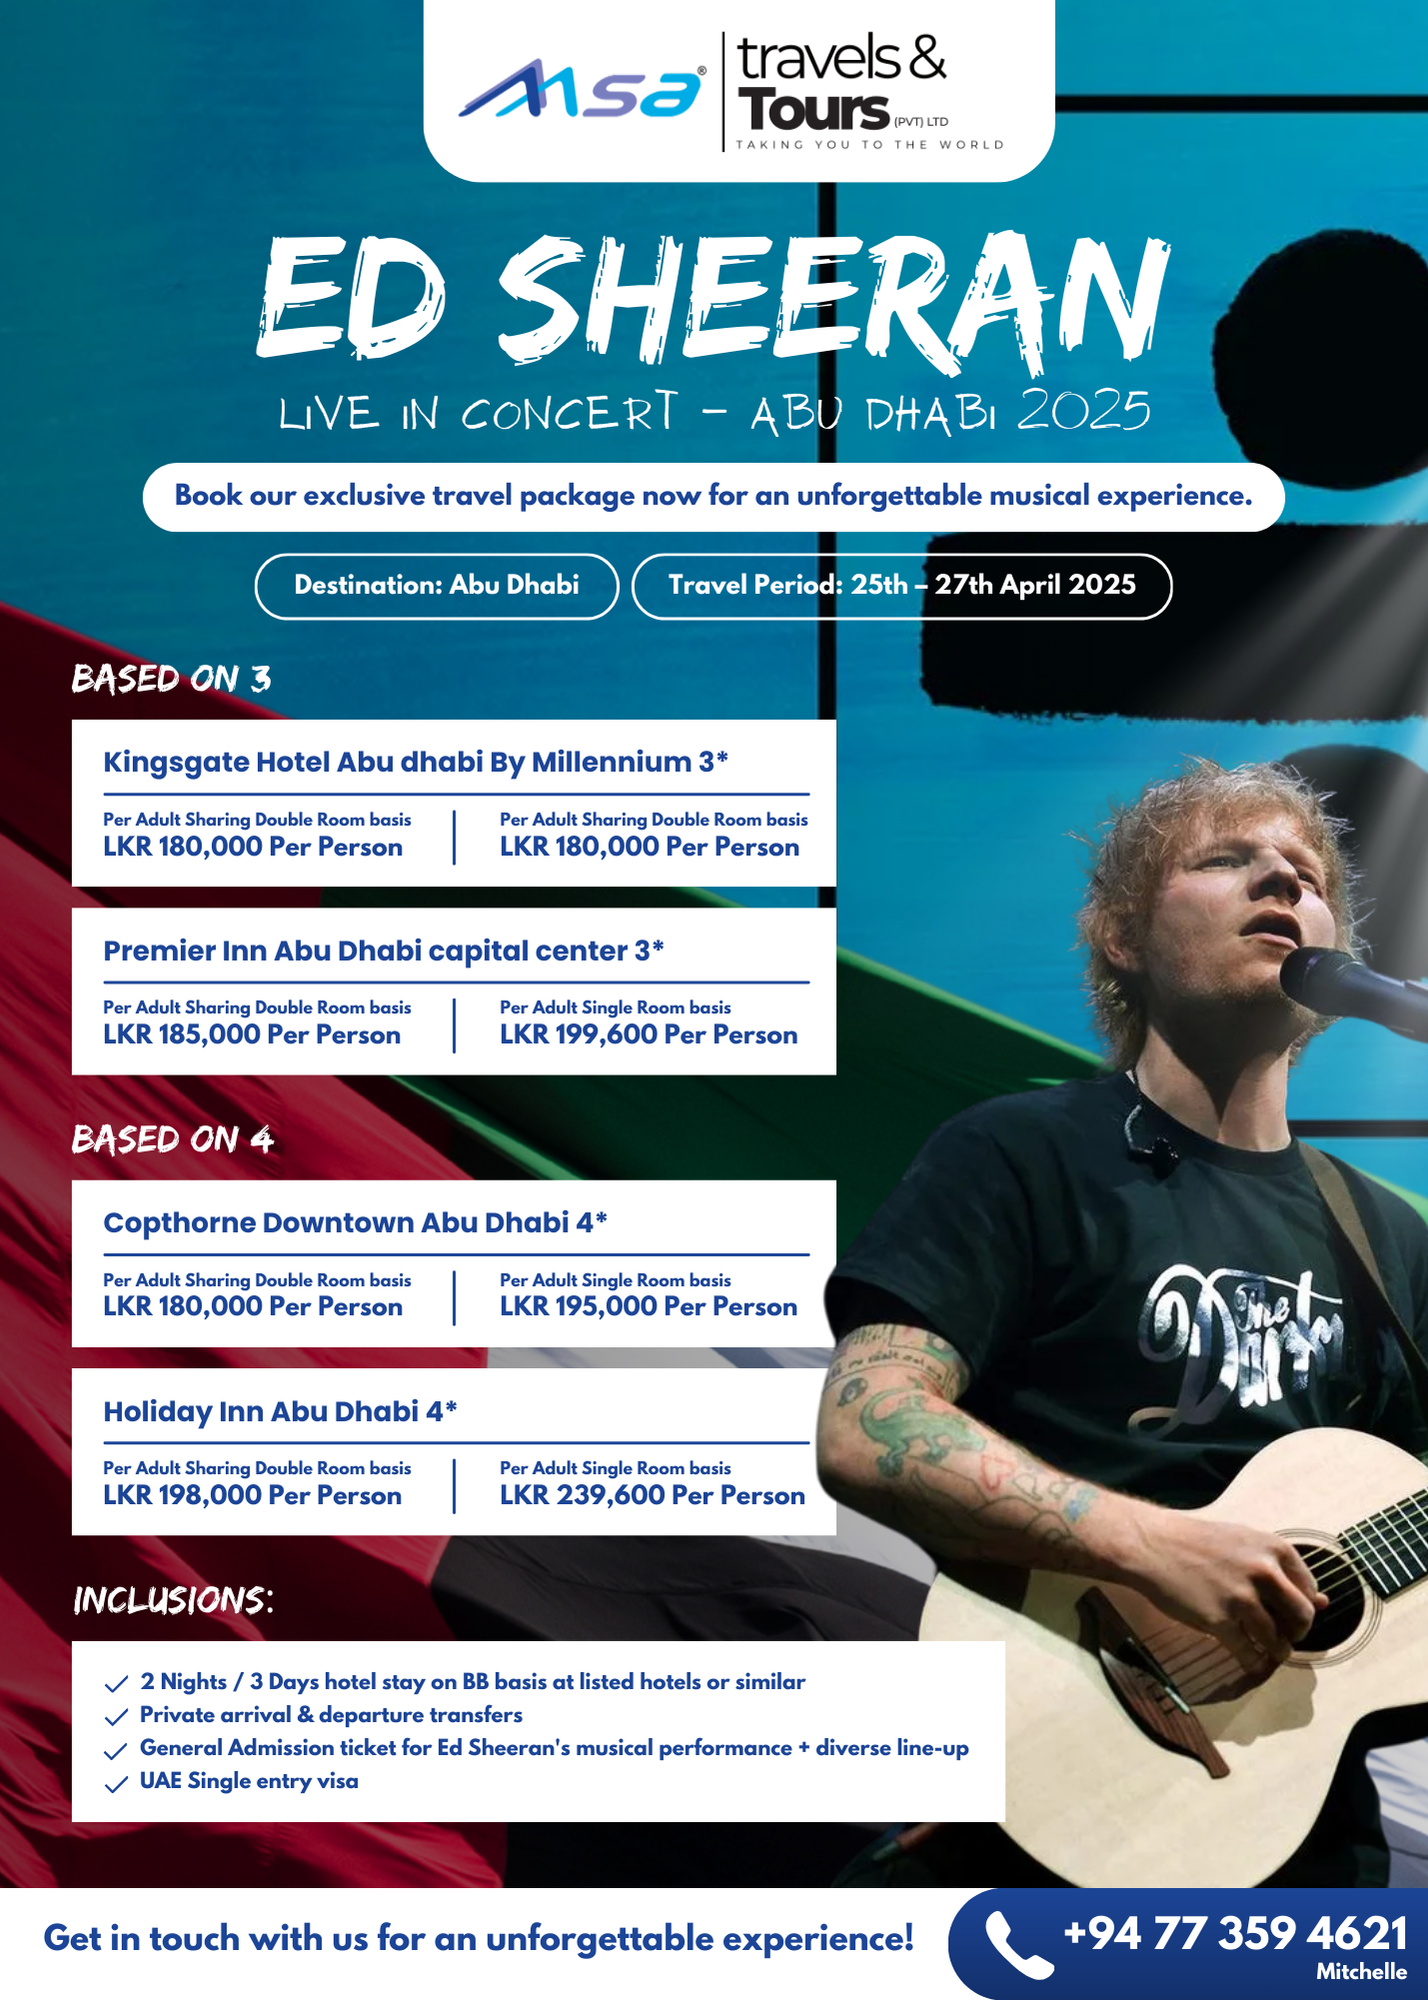 Msa®
travels &
Tours (PVT) LTD
TAKING YOU TO THE WORLD
ED SHEERAN
LIVE IN CONCERT – ABU DHABI 2025
Book our exclusive travel package now for an unforgettable musical experience.
Destination: Abu Dhabi
Travel Period: 25th – 27th April 2025
BASED ON 3
Kingsgate Hotel Abu dhabi By Millennium 3*
Per Adult Sharing Double Room basis
LKR 180,000 Per Person
Per Adult Sharing Double Room basis
LKR 180,000 Per Person
Premier Inn Abu Dhabi capital center 3*
Per Adult Sharing Double Room basis
LKR 185,000 Per Person
Per Adult Single Room basis
LKR 199,600 Per Person
BASED ON 4
Copthorne Downtown Abu Dhabi 4*
Per Adult Sharing Double Room basis
LKR 180,000 Per Person
Per Adult Single Room basis
LKR 195,000 Per Person
Holiday Inn Abu Dhabi 4*
Per Adult Sharing Double Room basis
LKR 198,000 Per Person
Per Adult Single Room basis
LKR 239,600 Per Person
The
INCLUSIONS:
2 Nights / 3 Days hotel stay on BB basis at listed hotels or similar
Private arrival & departure transfers
General Admission ticket for Ed Sheeran's musical performance + diverse line-up
UAE Single entry visa
Get in touch with us for an unforgettable experience!
+94 77 359 4621
Mitchelle